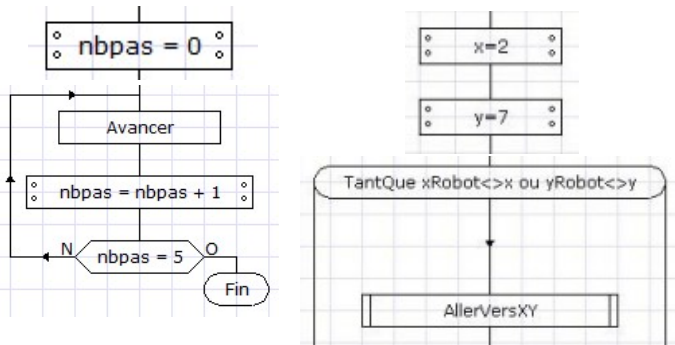 nbpas = 0
Avancer
nbpas = nbpas + 1
N
nbpas = 5
O
Fin
x=2
y=7
TantQue xRobot<>x ou yRobot<>y
AllerVersXY